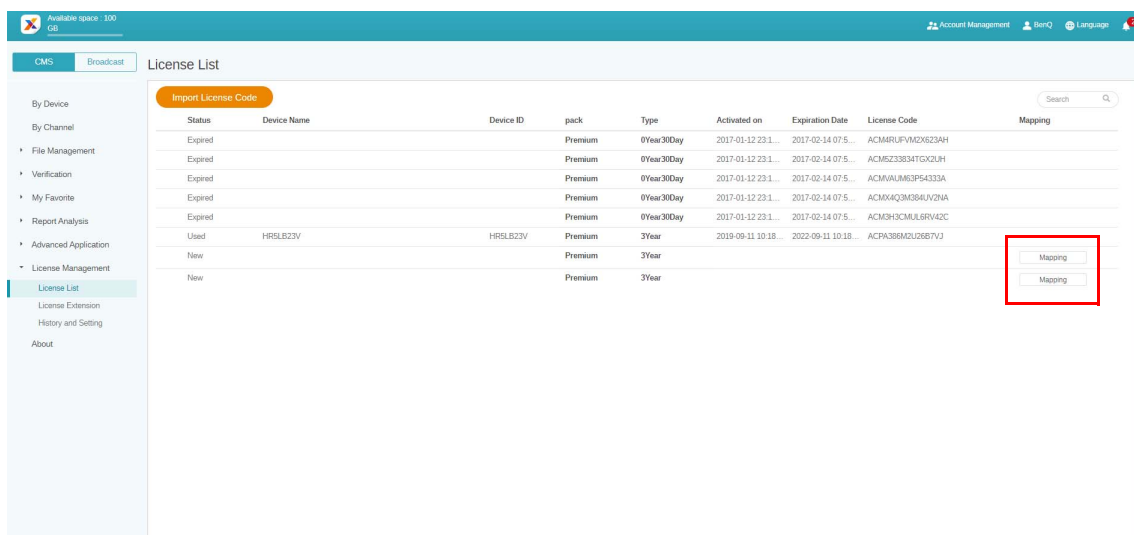 Available space : 100
GB
Account Management BenQ Language
CMS Broadcast
License List
Import License Code
Search
By Device
By Channel
File Management
Verification
My Favorite
Report Analysis
Advanced Application
License Management
License List
License Extension
History and Setting
About
Status Device Name Device ID pack Type Activated on Expiration Date License Code Mapping
Expired Premium 0Year30Day 2017-01-12 23:1... 2017-02-14 07:5... ACM4RUFVM2X623AH
Expired Premium 0Year30Day 2017-01-12 23:1... 2017-02-14 07:5... ACM5Z33834TGX2UH
Expired Premium 0Year30Day 2017-01-12 23:1... 2017-02-14 07:5... ACMVAUM63P54333A
Expired Premium 0Year30Day 2017-01-12 23:1... 2017-02-14 07:5... ACMX4Q3M384UV2NA
Expired Premium 0Year30Day 2017-01-12 23:1... 2017-02-14 07:5... ACM3H3CMUL6RV42C
Used HR5LB23V HR5LB23V Premium 3Year 2019-09-11 10:18... 2022-09-11 10:18... ACPA386M2U26B7VJ
New Premium 3Year Mapping
New Premium 3Year Mapping